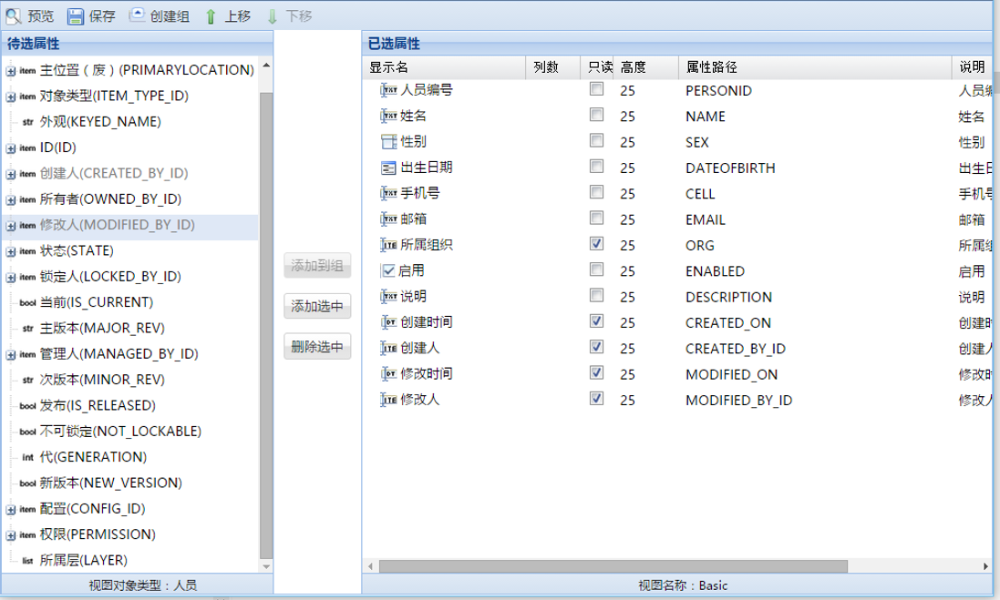 预览 保存 创建组 上移 下移
待选属性
item 主位置（废）(PRIMARYLOCATION)
item 对象类型(ITEM_TYPE_ID)
str 外观(KEYED_NAME)
item ID(ID)
item 创建人(CREATED_BY_ID)
item 所有者(OWNED_BY_ID)
item 修改人(MODIFIED_BY_ID)
item 状态(STATE)
item 锁定人(LOCKED_BY_ID)
bool 当前(IS_CURRENT)
str 主版本(MAJOR_REV)
item 管理人(MANAGED_BY_ID)
str 次版本(MINOR_REV)
bool 发布(IS_RELEASED)
bool 不可锁定(NOT_LOCKABLE)
int 代(GENERATION)
bool 新版本(NEW_VERSION)
item 配置(CONFIG_ID)
item 权限(PERMISSION)
list 所属层(LAYER)
视图对象类型：人员
添加到组
添加选中
删除选中
已选属性
显示名 列数 只读 高度 属性路径 说明
TXT 人员编号 25 PERSONID 人员编
TXT 姓名 25 NAME 姓名
性别 25 SEX 性别
出生日期 25 DATEOFBIRTH 出生日
TXT 手机号 25 CELL 手机号
TXT 邮箱 25 EMAIL 邮箱
ITE 所属组织 25 ORG 所属组
启用 25 ENABLED 启用
TXT 说明 25 DESCRIPTION 说明
DT 创建时间 25 CREATED_ON 创建时
ITE 创建人 25 CREATED_BY_ID 创建人
DT 修改时间 25 MODIFIED_ON 修改时
ITE 修改人 25 MODIFIED_BY_ID 修改人
视图名称：Basic